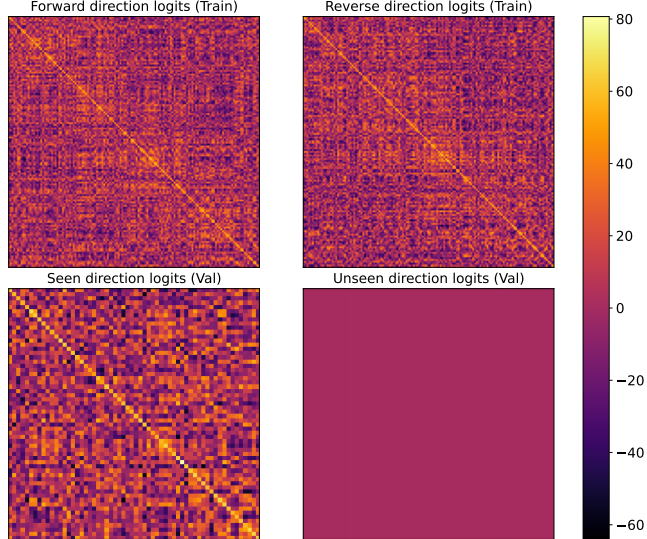 Forward direction logits (Train)
Reverse direction logits (Train)
Seen direction logits (Val)
Unseen direction logits (Val)
80
60
40
20
0
−20
−40
−60